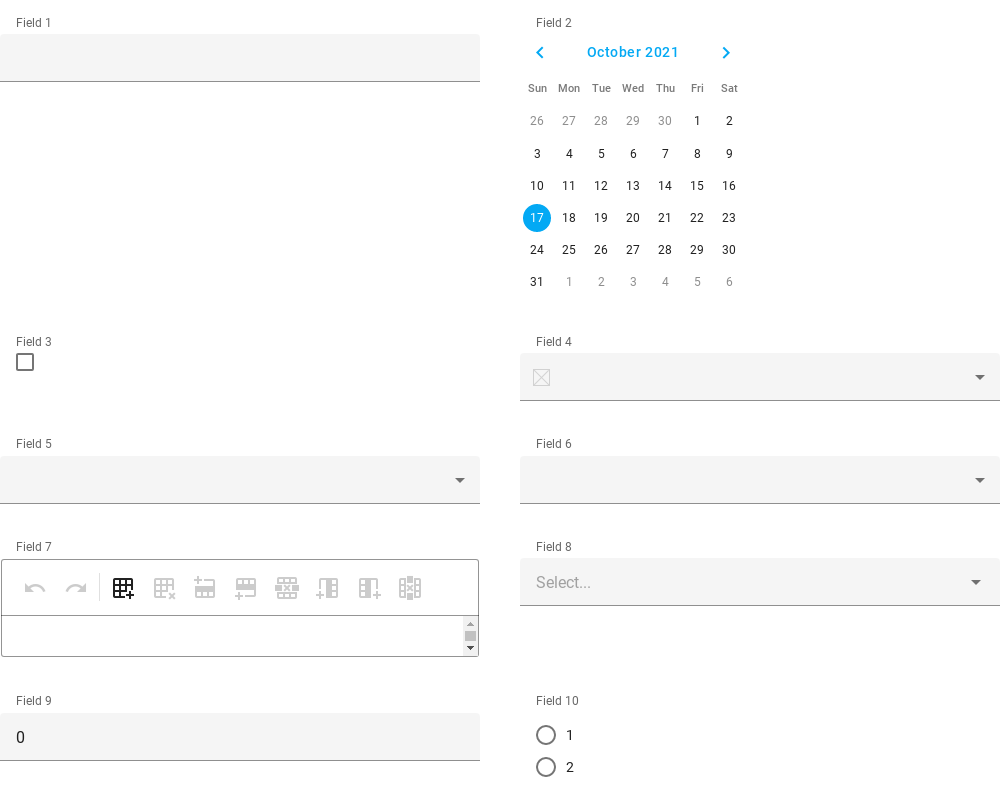 Field 1
Field 2
October 2021
Sun Mon Tue Wed Thu Fri Sat
26 27 28 29 30 1 2
3 4 5 6 7 8 9
10 11 12 13 14 15 16
17 18 19 20 21 22 23
24 25 26 27 28 29 30
31 1 2 3 4 5 6
Field 3
Field 4
Field 5
Field 6
Field 7
Field 8
Select...
Field 9
0
Field 10
1
2